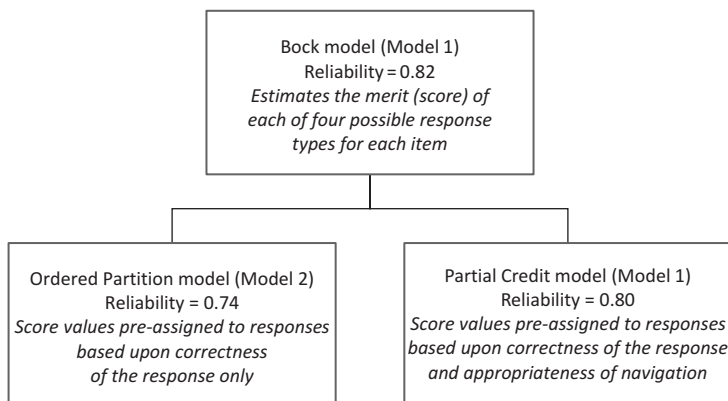 Bock model (Model 1)
Reliability = 0.82
Estimates the merit (score) of
each of four possible response
types for each item
Ordered Partition model (Model 2)
Reliability = 0.74
Score values pre-assigned to responses
based upon correctness
of the response only
Partial Credit model (Model 1)
Reliability = 0.80
Score values pre-assigned to responses
based upon correctness of the response
and appropriateness of navigation